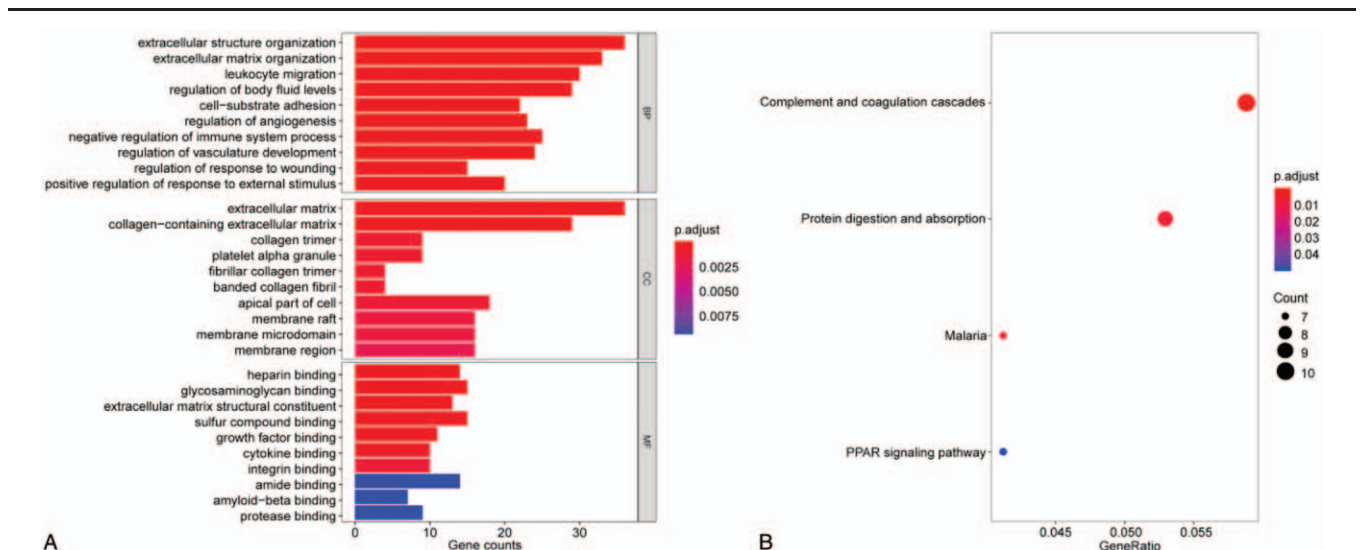 extracellular structure organization
extracellular matrix organization
leukocyte migration
regulation of body fluid levels
cell−substrate adhesion
regulation of angiogenesis
negative regulation of immune system process
regulation of vasculature development
regulation of response to wounding
positive regulation of response to external stimulus
BP
extracellular matrix
collagen−containing extracellular matrix
collagen trimer
platelet alpha granule
fibrillar collagen trimer
banded collagen fibril
apical part of cell
membrane raft
membrane microdomain
membrane region
CC
heparin binding
glycosaminoglycan binding
extracellular matrix structural constituent
sulfur compound binding
growth factor binding
cytokine binding
integrin binding
amide binding
amyloid−beta binding
protease binding
MF
0 10 20 30
Gene counts
p.adjust
0.0025
0.0050
0.0075
A
Complement and coagulation cascades
Protein digestion and absorption
Malaria
PPAR signaling pathway
0.045 0.050 0.055
GeneRatio
p.adjust
0.01
0.02
0.03
0.04
Count
7
8
9
10
B